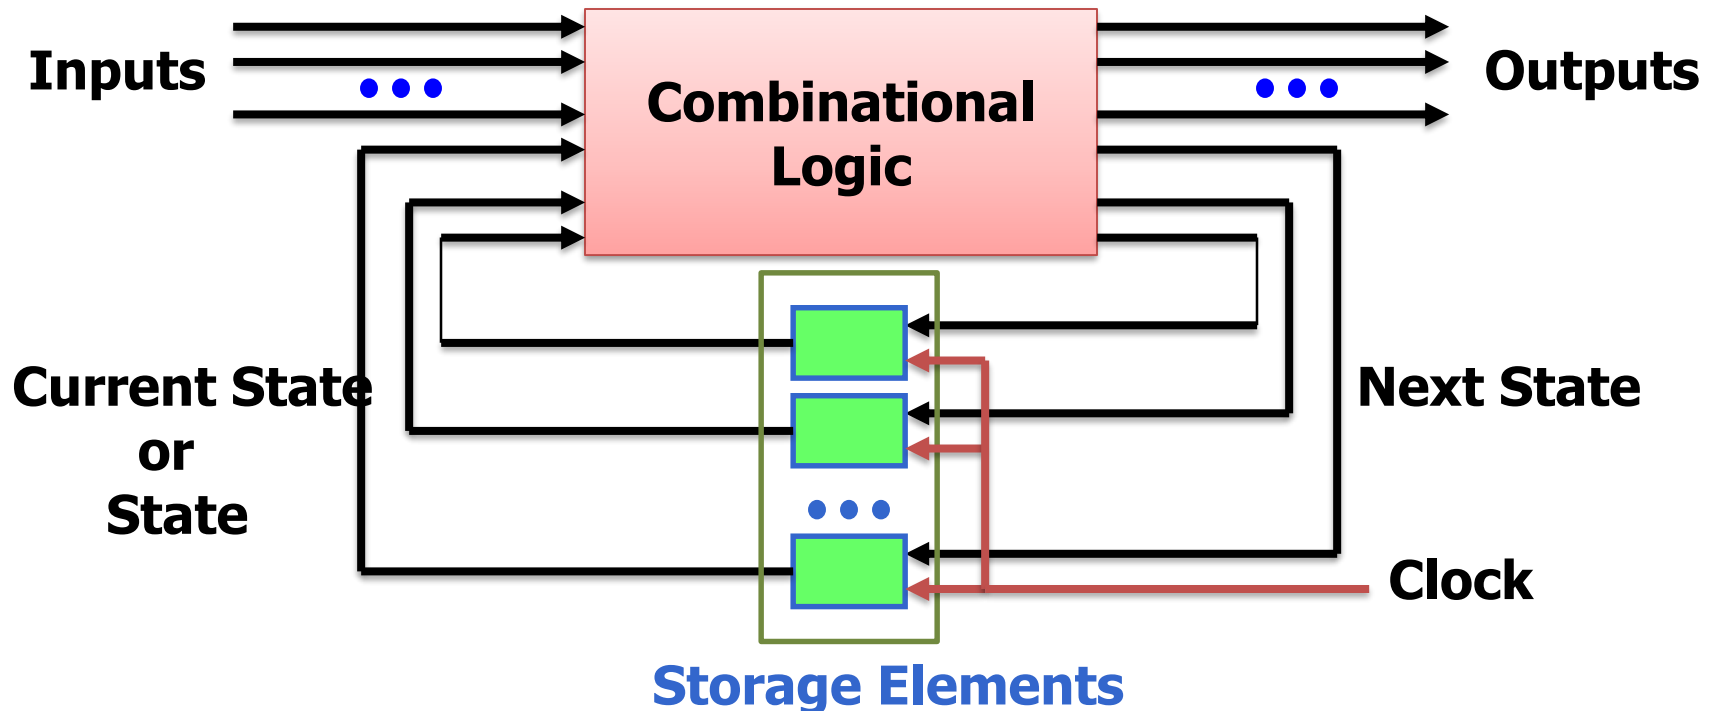 Inputs
Combinational
Logic
Outputs
Current State
or
State
Next State
Clock
Storage Elements